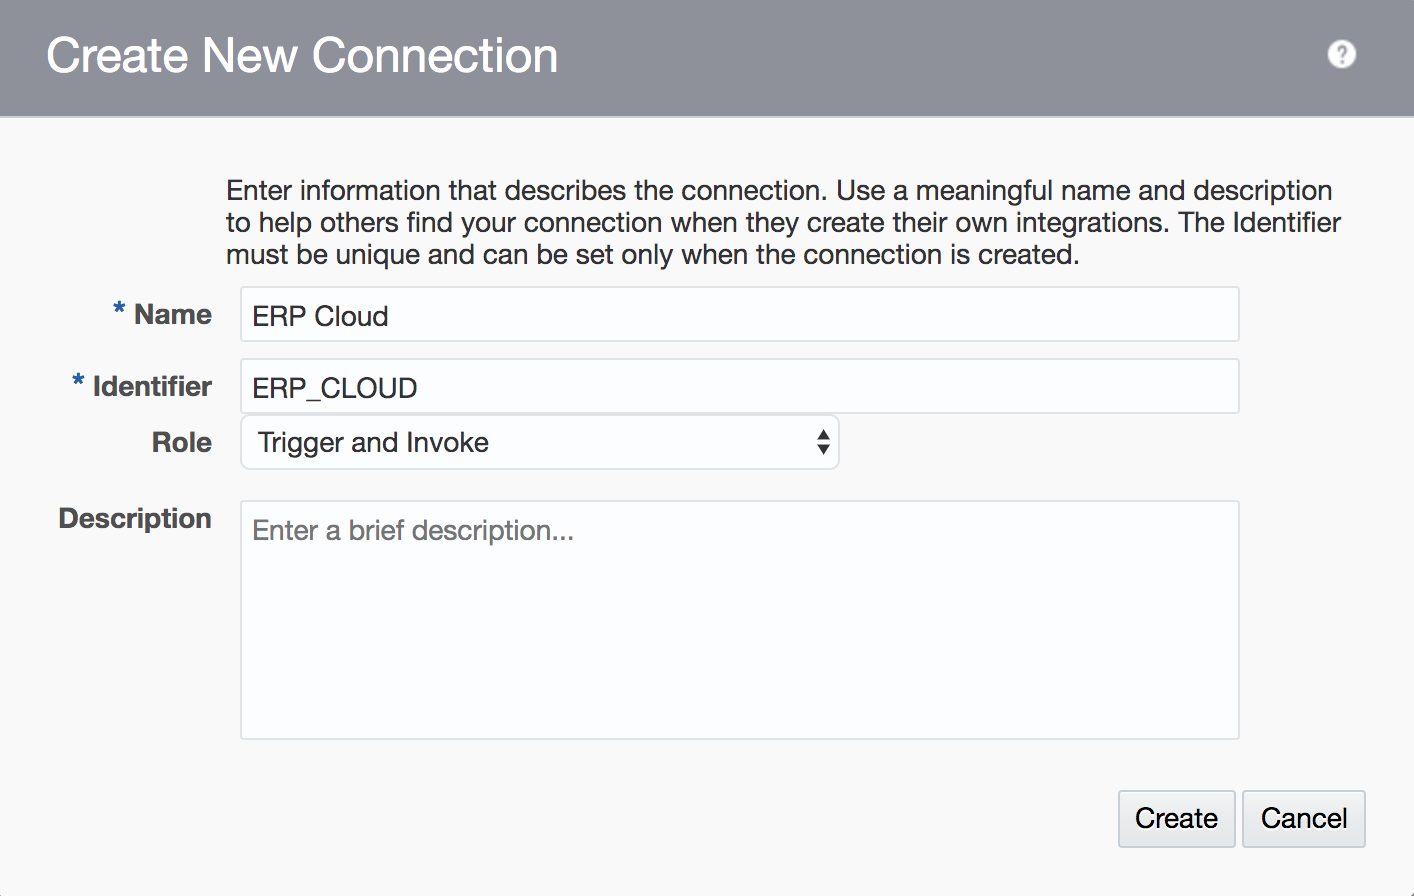 Create New Connection
?
Enter information that describes the connection. Use a meaningful name and description
to help others find your connection when they create their own integrations. The Identifier
must be unique and can be set only when the connection is created.
* Name
ERP Cloud
* Identifier
ERP_CLOUD
Role
Trigger and Invoke
Description
Enter a brief description...
Create
Cancel